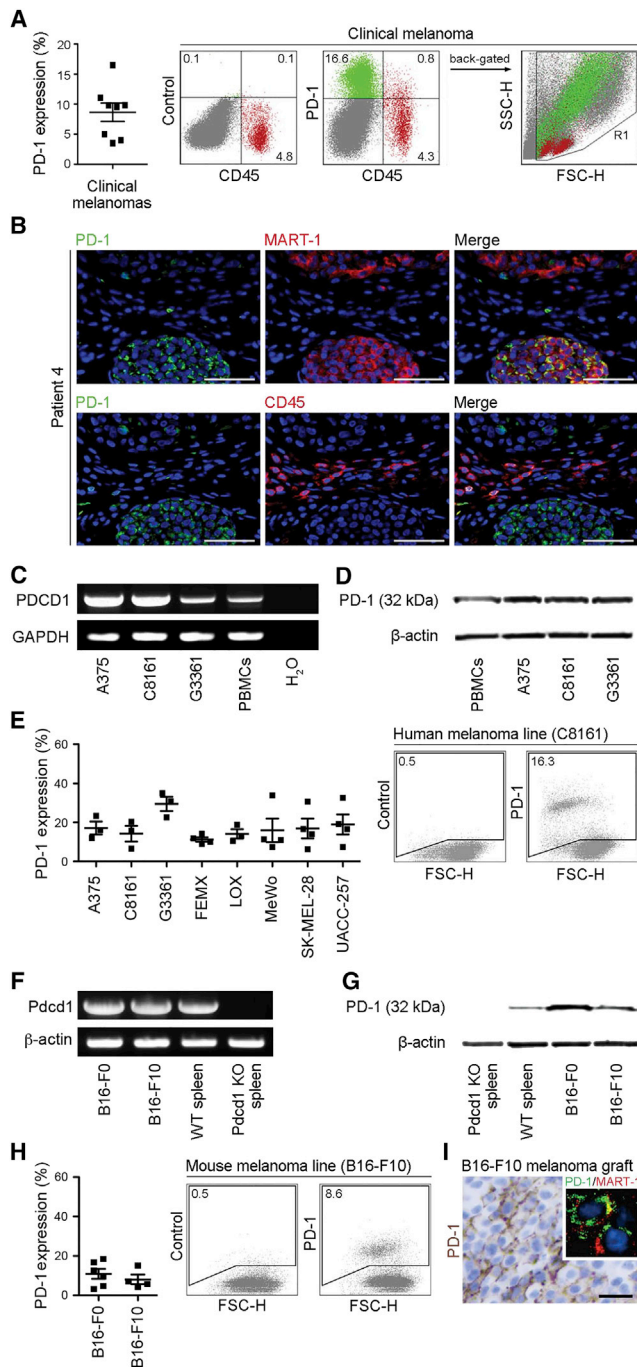 A
Clinical melanoma
PD-1 expression (%)
20
15
10
5
0
Clinical
melanomas
Control
0.1
0.1
4.8
CD45
PD-1
16.6
0.8
4.3
CD45
back-gated
SSC-H
R1
FSC-H
B
Patient 4
PD-1
MART-1
Merge
PD-1
CD45
Merge
C
PDCD1
GAPDH
A375
C8161
G3361
PBMCs
H₂O
D
PD-1 (32 kDa)
β-actin
PBMCs
A375
C8161
G3361
E
PD-1 expression (%)
60
40
20
0
A375
C8161
G3361
FEMX
LOX
MeWo
SK-MEL-28
UACC-257
Human melanoma line (C8161)
Control
0.5
FSC-H
PD-1
16.3
FSC-H
F
Pdcd1
β-actin
B16-F0
B16-F10
WT spleen
Pdcd1 KO
spleen
G
PD-1 (32 kDa)
β-actin
Pdcd1 KO
spleen
WT spleen
B16-F0
B16-F10
H
PD-1 expression (%)
60
40
20
0
B16-F0
B16-F10
Mouse melanoma line (B16-F10)
Control
0.5
FSC-H
PD-1
8.6
FSC-H
I
B16-F10 melanoma graft
PD-1
PD-1/MART-1